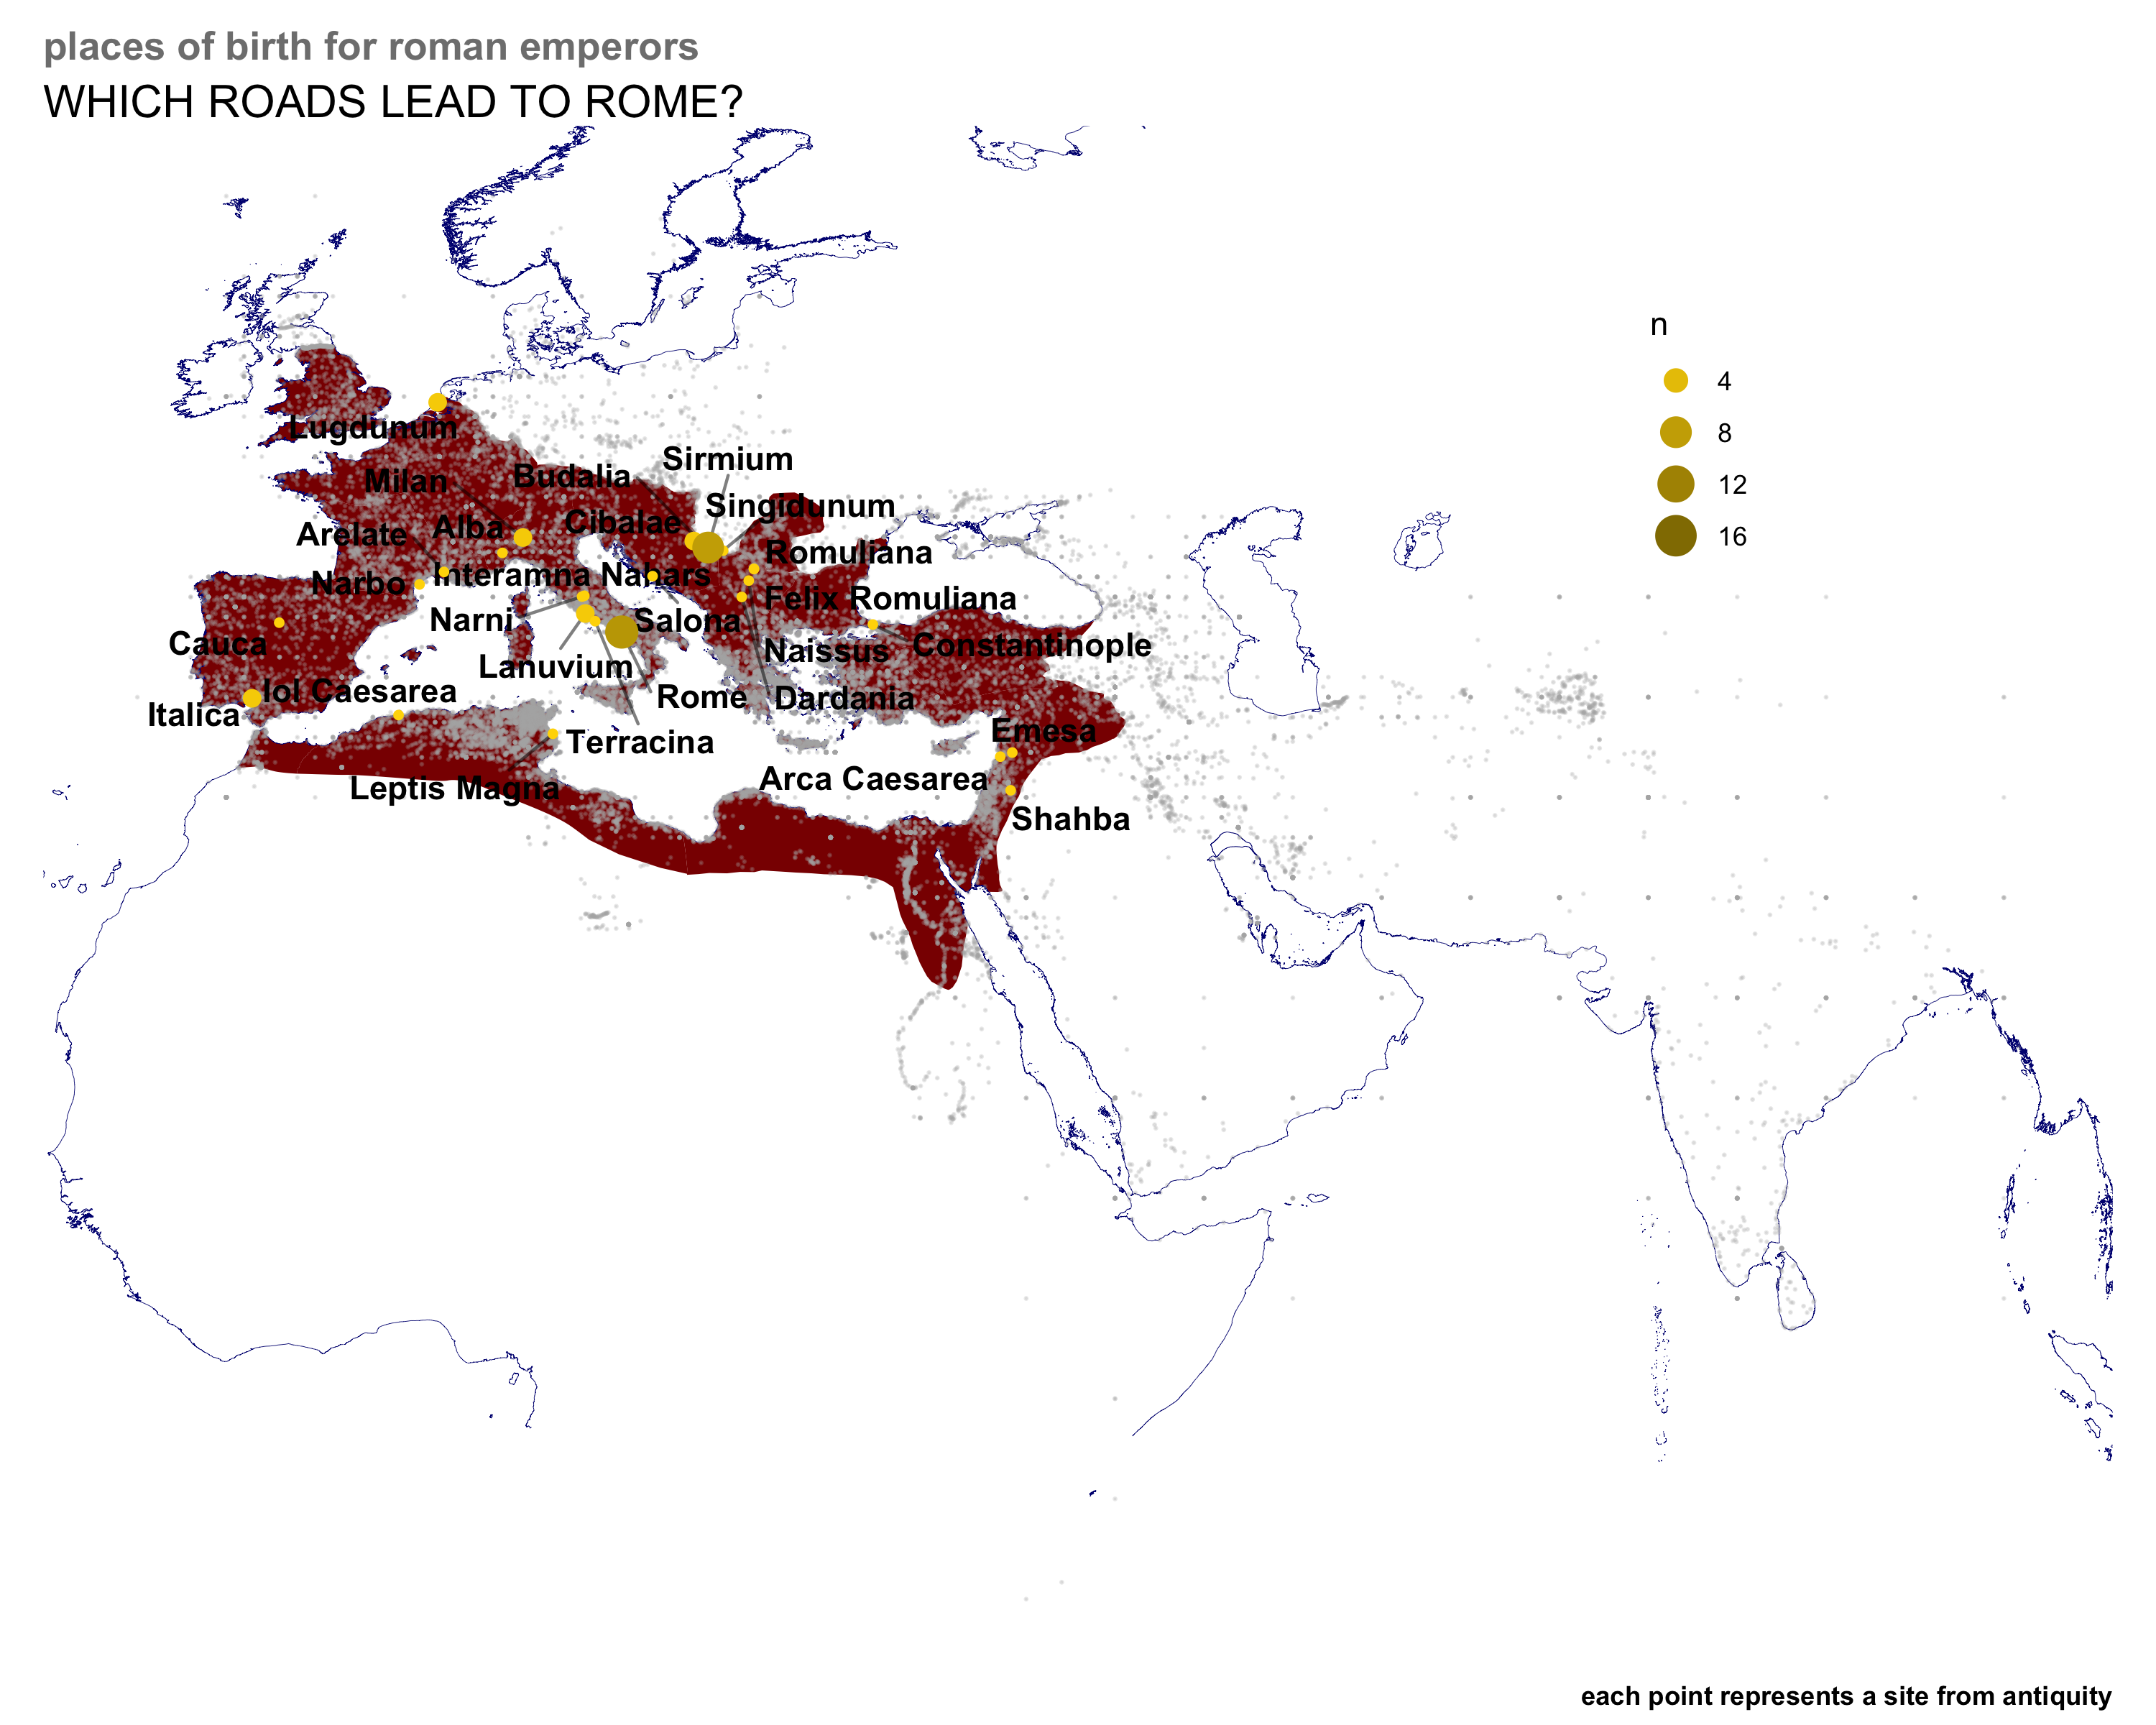 places of birth for roman emperors
WHICH ROADS LEAD TO ROME?
n
4
8
12
16
Lugdunum
Sirmium
Milan
Budalia
Singidunum
Arelate
Alba
Cibalae
Romuliana
Narbo
Interamna Nahars
Felix Romuliana
Narni
Salona
Cauca
Naissus
Constantinople
Lanuvium
Iol Caesarea
Rome
Dardania
Italica
Emesa
Terracina
Leptis Magna
Arca Caesarea
Shahba
each point represents a site from antiquity